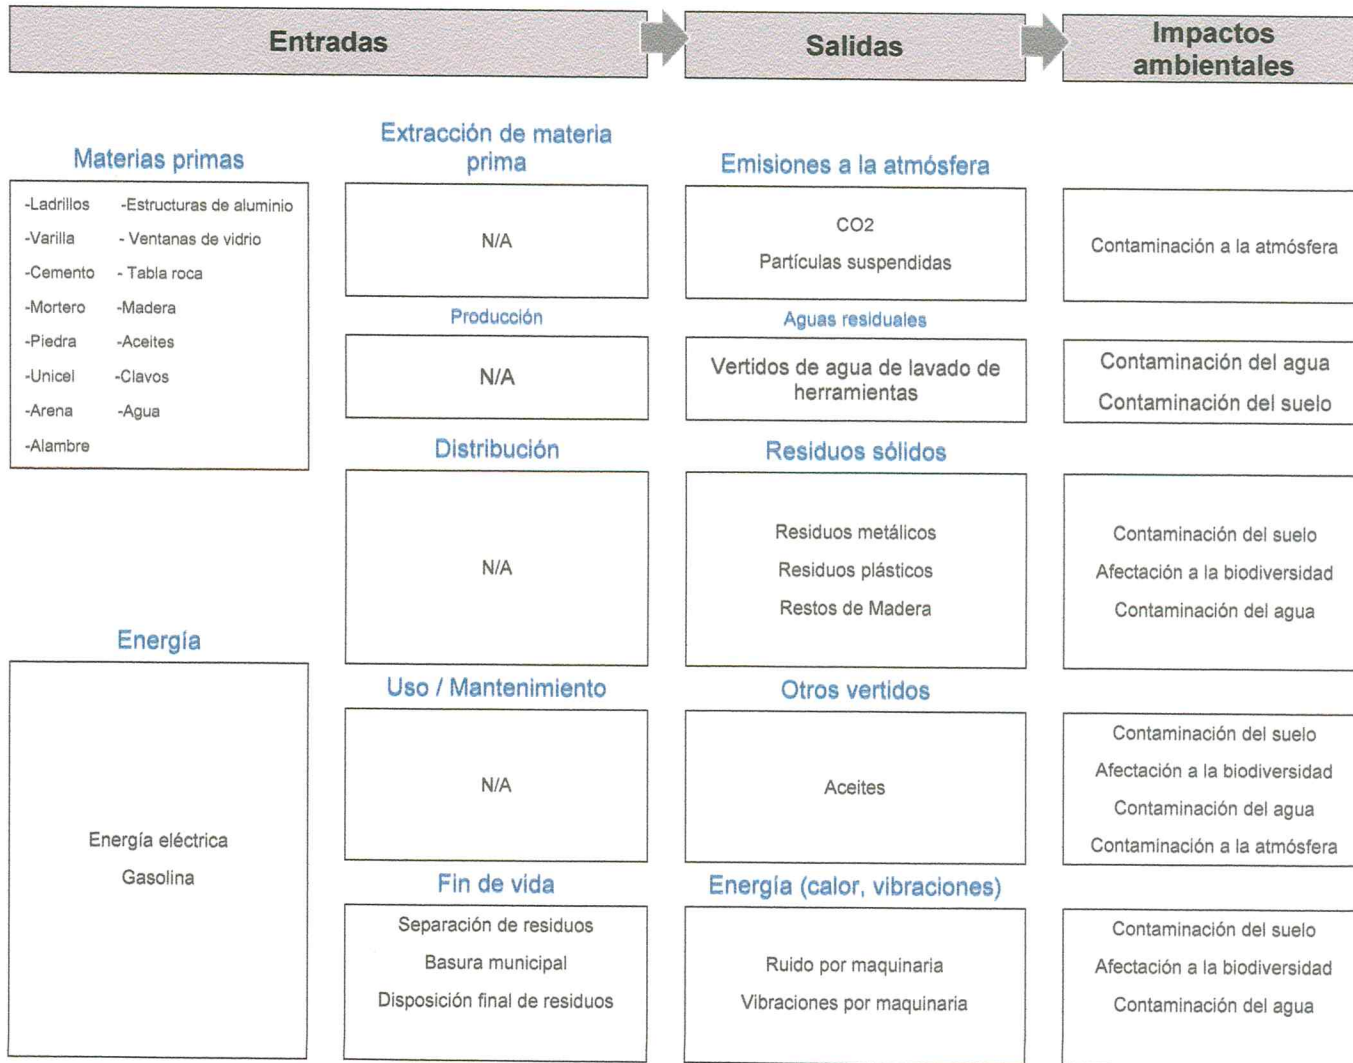 Entradas
Salidas
Impactos
ambientales
Materias primas
-Ladrillos -Estructuras de aluminio
-Varilla - Ventanas de vidrio
-Cemento - Tabla roca
-Mortero -Madera
-Piedra -Aceites
-Unicel -Clavos
-Arena -Agua
-Alambre
Energía
Energía eléctrica
Gasolina
Extracción de materia
prima
N/A
Producción
N/A
Distribución
N/A
Uso / Mantenimiento
N/A
Fin de vida
Separación de residuos
Basura municipal
Disposición final de residuos
Emisiones a la atmósfera
CO2
Partículas suspendidas
Aguas residuales
Vertidos de agua de lavado de
herramientas
Residuos sólidos
Residuos metálicos
Residuos plásticos
Restos de Madera
Otros vertidos
Aceites
Energía (calor, vibraciones)
Ruido por maquinaria
Vibraciones por maquinaria
Contaminación a la atmósfera
Contaminación del agua
Contaminación del suelo
Contaminación del suelo
Afectación a la biodiversidad
Contaminación del agua
Contaminación del suelo
Afectación a la biodiversidad
Contaminación del agua
Contaminación a la atmósfera
Contaminación del suelo
Afectación a la biodiversidad
Contaminación del agua